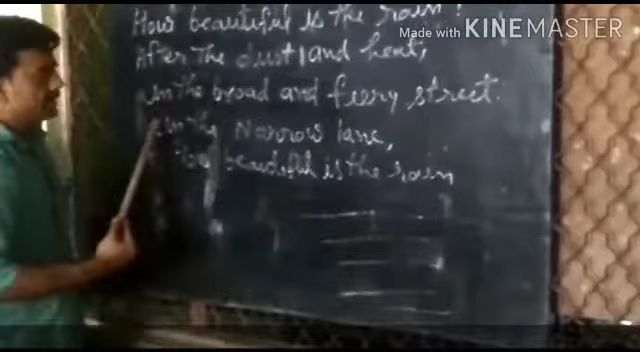 How beautiful is the rain!
Made with KINEMASTER
After the dust and heat,
in the broad and fiery street.
in the Narrow lane,
How beautiful is the rain